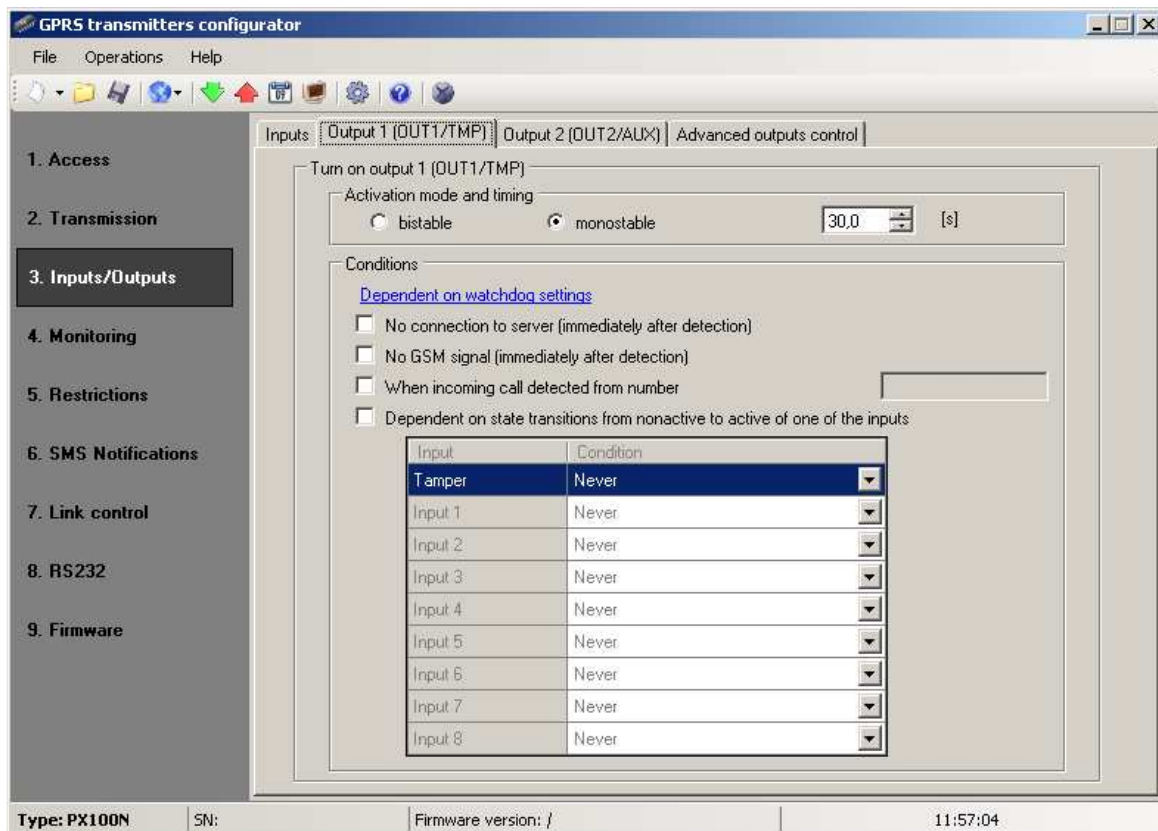 GPRS transmitters configurator
File Operations Help
07
1. Access
2. Transmission
3. Inputs/Outputs
4. Monitoring
5. Restrictions
6. SMS Notifications
7. Link control
8. RS232
9. Firmware
Inputs Output 1 (OUT1/TMP) Output 2 (OUT2/AUX) Advanced outputs control
Turn on output 1 (OUT1/TMP)
Activation mode and timing
bistable monostable 30,0 [s]
Conditions
Dependent on watchdog settings
No connection to server (immediately after detection)
No GSM signal (immediately after detection)
When incoming call detected from number
Dependent on state transitions from nonactive to active of one of the inputs
Input Condition
Tamper Never
Input 1 Never
Input 2 Never
Input 3 Never
Input 4 Never
Input 5 Never
Input 6 Never
Input 7 Never
Input 8 Never
Type: PX100N SN: Firmware version: / 11:57:04